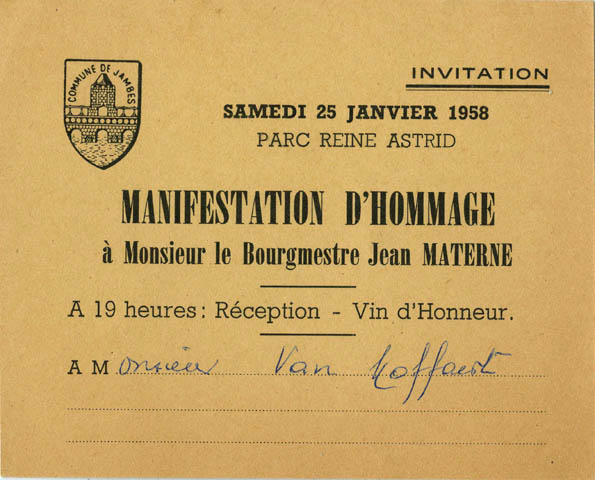 COMMUNE DE JAMBES
INVITATION
SAMEDI 25 JANVIER 1958
PARC REINE ASTRID
MANIFESTATION D'HOMMAGE
à Monsieur le Bourgmestre Jean MATERNE
A 19 heures : Réception - Vin d'Honneur.
A Monsieur Van